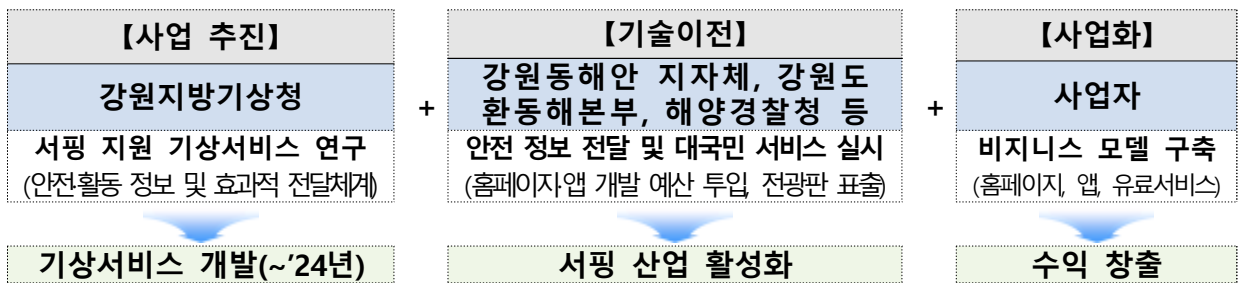 【사업 추진】
강원지방기상청
서핑 지원 기상서비스 연구
(안전·활동 정보 및 효과적 전달체계)
기상서비스 개발(~'24년)
+
【기술이전】
강원동해안 지자체, 강원도
환동해본부, 해양경찰청 등
안전 정보 전달 및 대국민 서비스 실시
(홈페이지·앱 개발 예산 투입, 전광판 표출)
서핑 산업 활성화
+
【사업화】
사업자
비지니스 모델 구축
(홈페이지, 앱, 유료서비스)
수익 창출